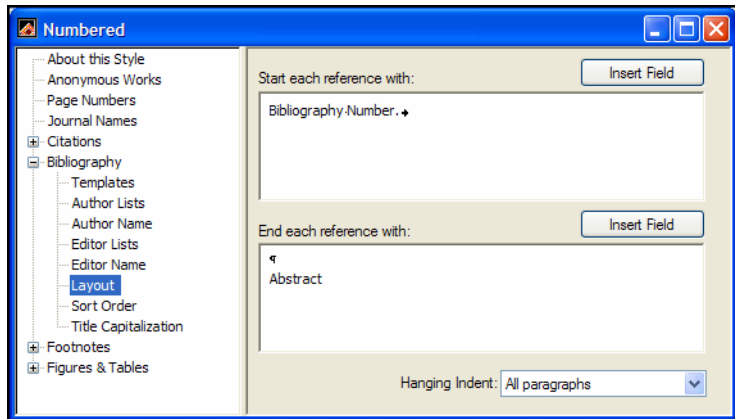 Numbered
About this Style
Anonymous Works
Page Numbers
Journal Names
Citations
Bibliography
Templates
Author Lists
Author Name
Editor Lists
Editor Name
Layout
Sort Order
Title Capitalization
Footnotes
Figures & Tables
Start each reference with:
Insert Field
Bibliography·Number.→
End each reference with:
Insert Field
¶
Abstract
Hanging Indent: All paragraphs